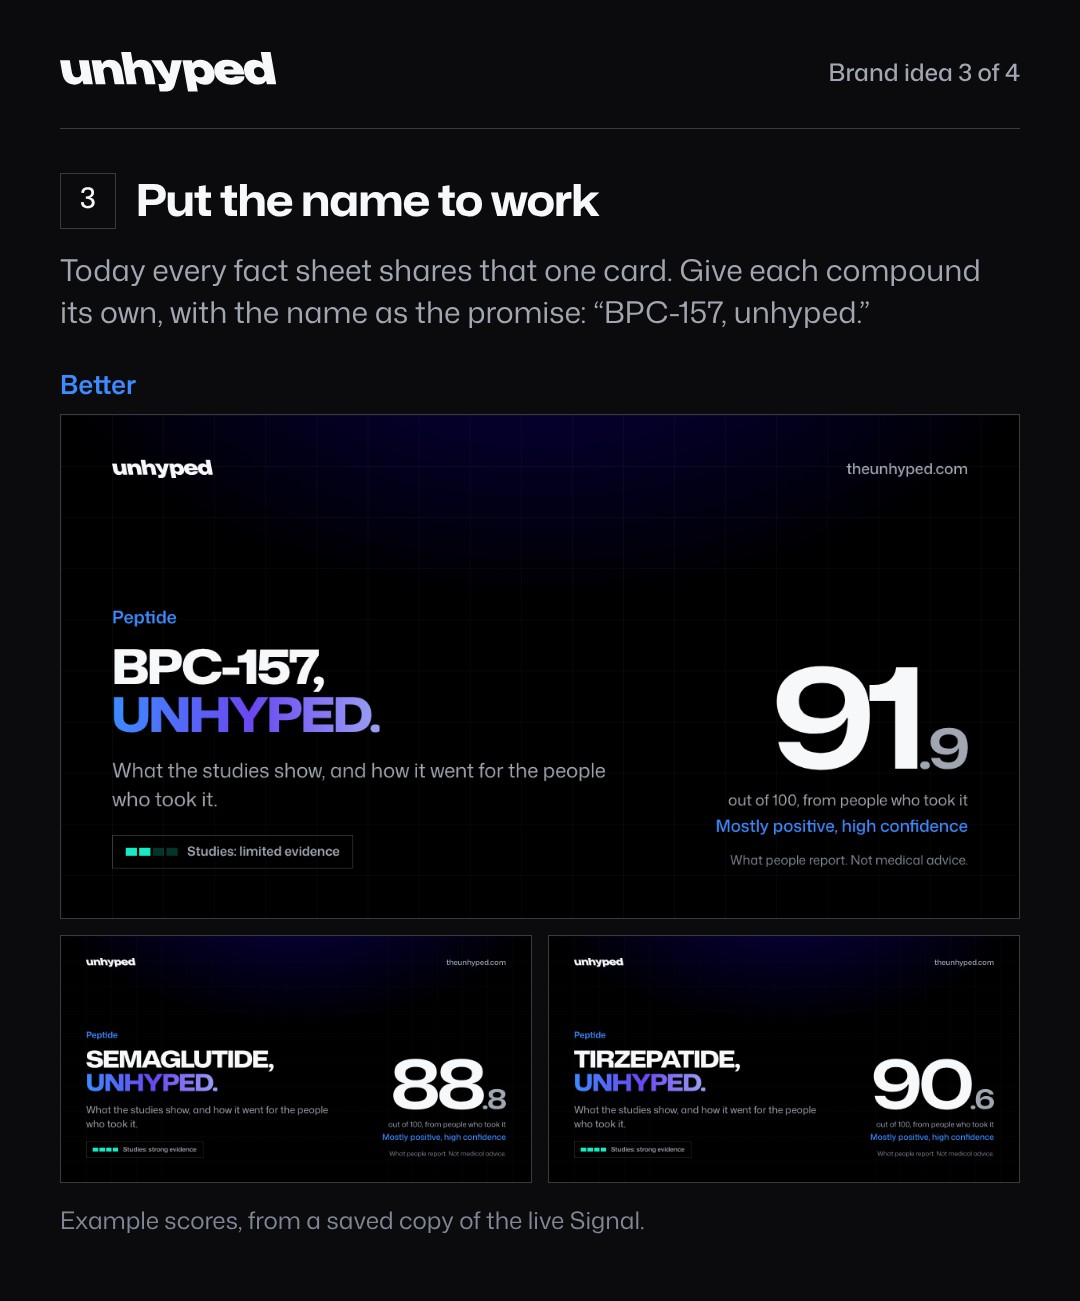 unhyped
Brand idea 3 of 4
3
Put the name to work
Today every fact sheet shares that one card. Give each compound
its own, with the name as the promise: “BPC-157, unhyped.”
Better
unhyped
theunhyped.com
Peptide
BPC-157,
UNHYPED.
What the studies show, and how it went for the people
who took it.
Studies: limited evidence
91.9
out of 100, from people who took it
Mostly positive, high confidence
What people report. Not medical advice.
unhyped
theunhyped.com
Peptide
SEMAGLUTIDE,
UNHYPED.
What the studies show, and how it went for the people
who took it.
Studies: strong evidence
88.8
out of 100, from people who took it
Mostly positive, high confidence
What people report. Not medical advice.
unhyped
theunhyped.com
Peptide
TIRZEPATIDE,
UNHYPED.
What the studies show, and how it went for the people
who took it.
Studies: strong evidence
90.6
out of 100, from people who took it
Mostly positive, high confidence
What people report. Not medical advice.
Example scores, from a saved copy of the live Signal.